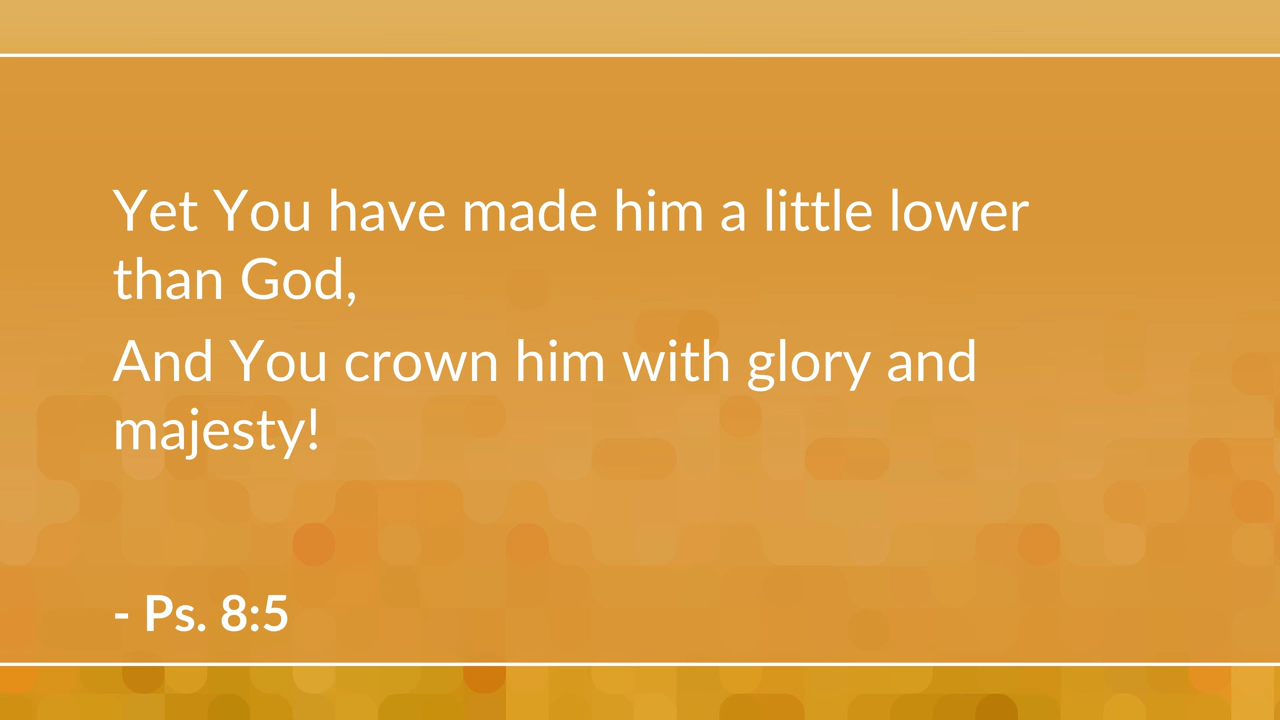 Yet You have made him a little lower
than God,
And You crown him with glory and
majesty!
- Ps. 8:5